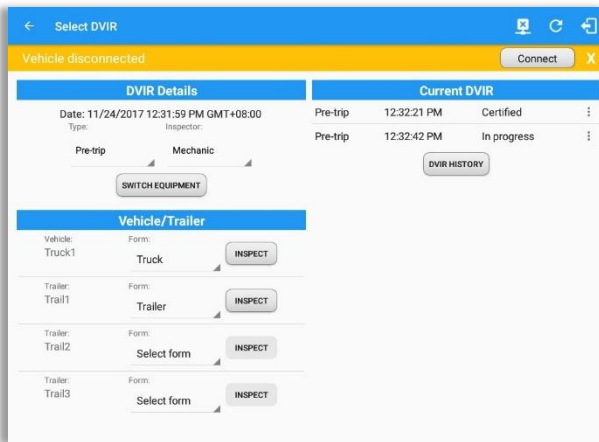 Select DVIR
Vehicle disconnected
Connect
X
DVIR Details
Date: 11/24/2017 12:31:59 PM GMT+08:00
Type: Inspector:
Pre-trip Mechanic
SWITCH EQUIPMENT
Vehicle/Trailer
Vehicle: Form:
Truck1 Truck INSPECT
Trailer: Form:
Trail1 Trailer INSPECT
Trailer: Form:
Trail2 Select form INSPECT
Trailer: Form:
Trail3 Select form INSPECT
Current DVIR
Pre-trip 12:32:21 PM Certified
Pre-trip 12:32:42 PM In progress
DVIR HISTORY